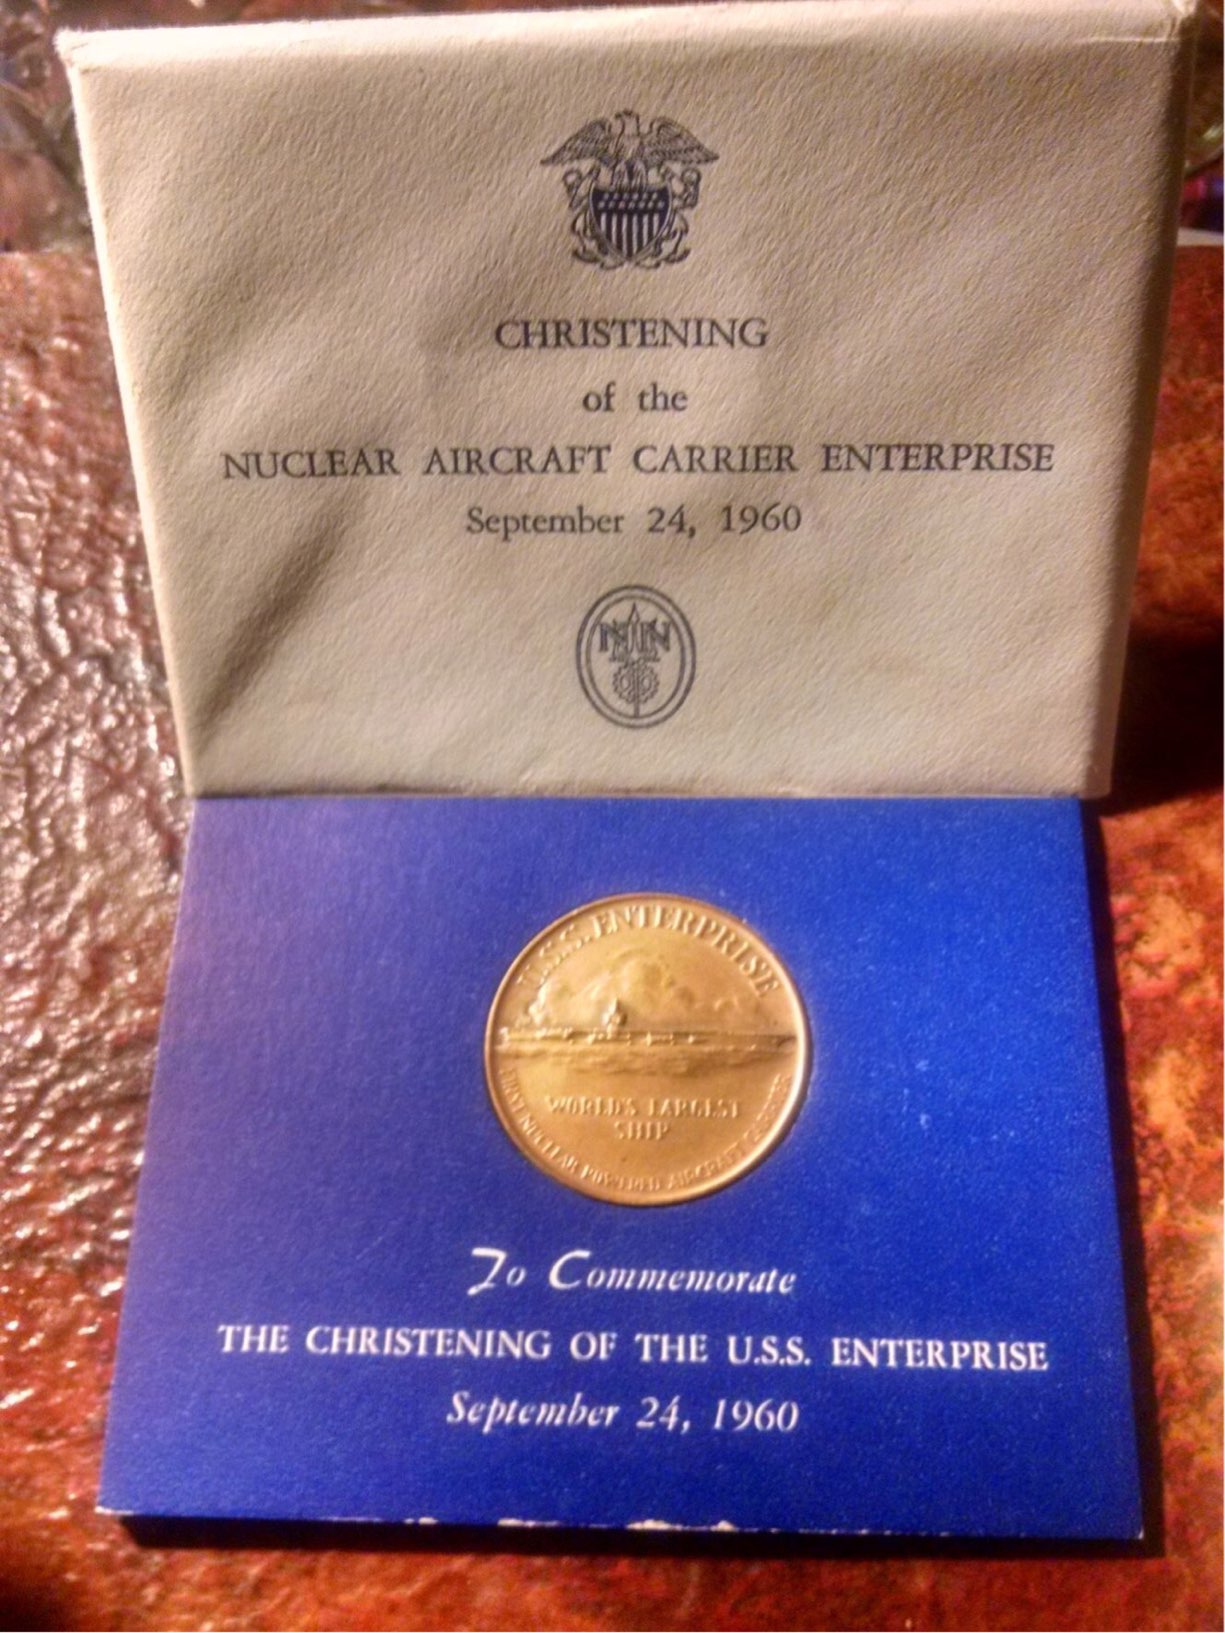 CHRISTENING
of the
NUCLEAR AIRCRAFT CARRIER ENTERPRISE
September 24, 1960
U.S.S. ENTERPRISE
WORLD'S LARGEST
SHIP
FIRST NUCLEAR POWERED AIRCRAFT CARRIER
To Commemorate
THE CHRISTENING OF THE U.S.S. ENTERPRISE
September 24, 1960